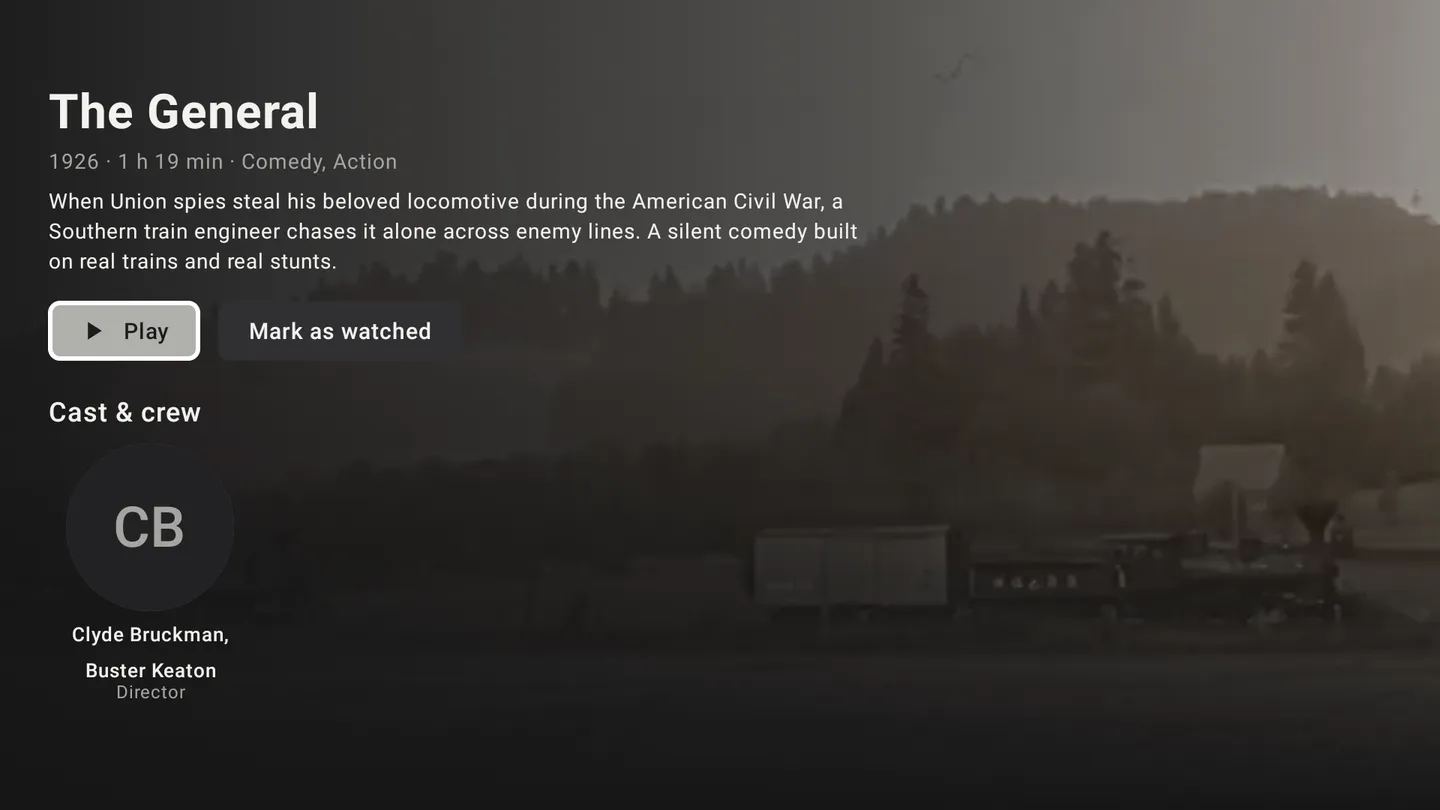 The General
1926 · 1 h 19 min · Comedy, Action
When Union spies steal his beloved locomotive during the American Civil War, a
Southern train engineer chases it alone across enemy lines. A silent comedy built
on real trains and real stunts.
Play
Mark as watched
Cast & crew
CB
Clyde Bruckman,
Buster Keaton
Director